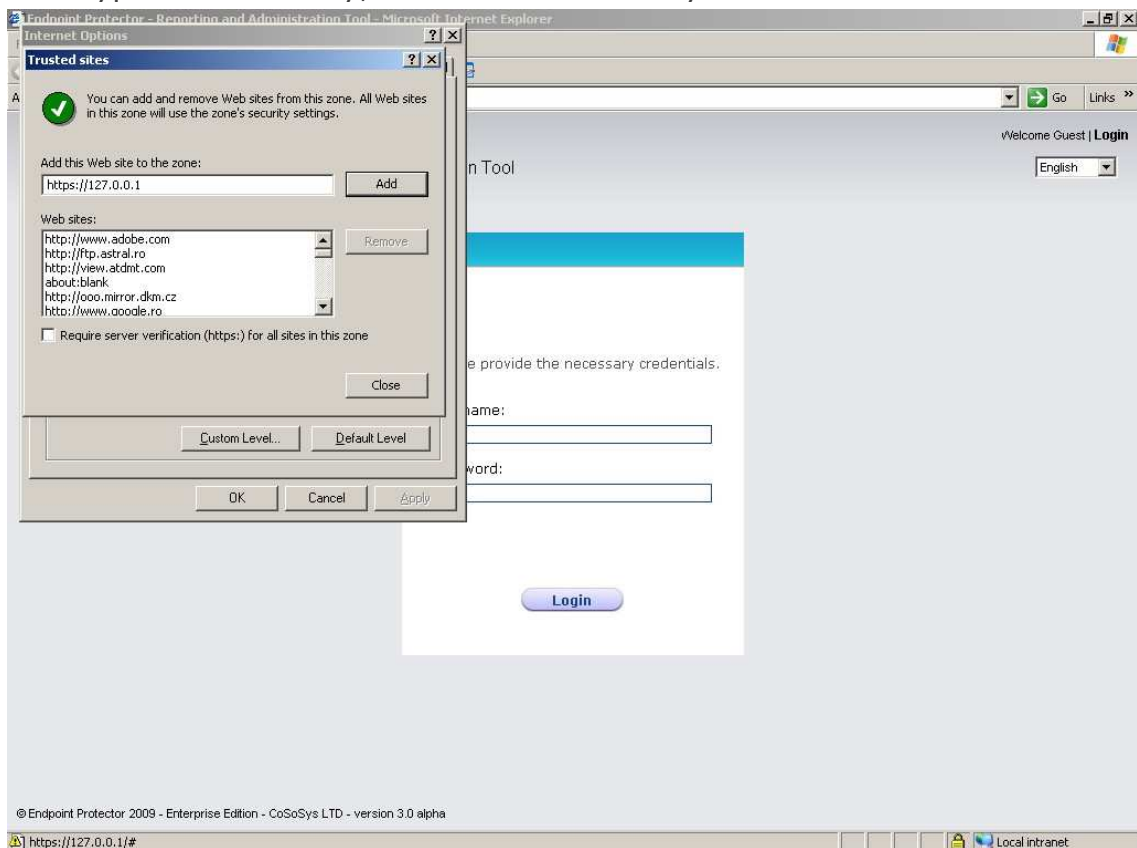 Endpoint Protector - Reporting and Administration Tool - Microsoft Internet Explorer
Internet Options
Trusted sites
You can add and remove Web sites from this zone. All Web sites
in this zone will use the zone's security settings.
Add this Web site to the zone:
https://127.0.0.1
Add
Web sites:
http://www.adobe.com
http://ftp.astral.ro
http://view.atdmt.com
about:blank
http://ooo.mirror.dkm.cz
http://www.google.ro
Remove
Require server verification (https:) for all sites in this zone
Close
Custom Level...
Default Level
OK
Cancel
Apply
Go
Links »
Welcome Guest | Login
n Tool
English
e provide the necessary credentials.
name:
word:
Login
© Endpoint Protector 2009 - Enterprise Edition - CoSoSys LTD - version 3.0 alpha
https://127.0.0.1/#
Local intranet